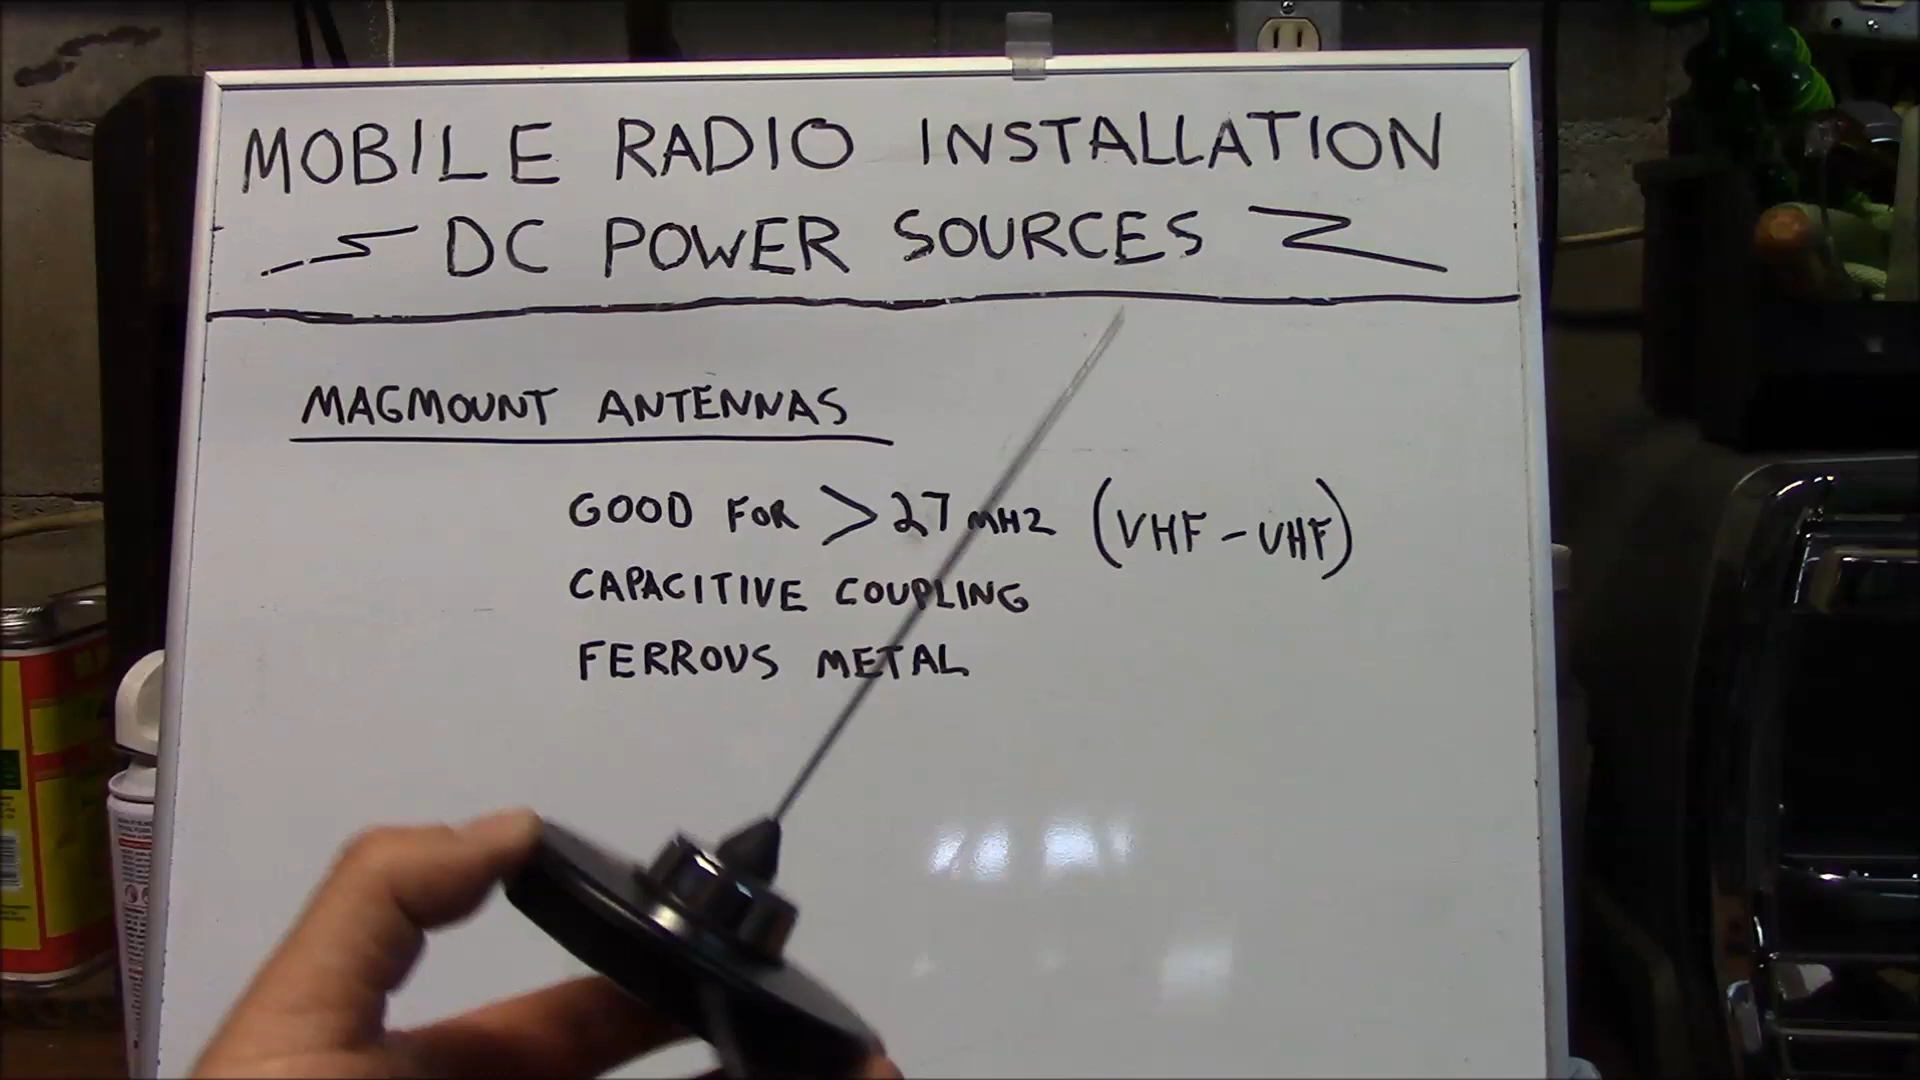 MOBILE RADIO INSTALLATION
DC POWER SOURCES
MAGMOUNT ANTENNAS
GOOD FOR > 27 MHZ (VHF - UHF)
CAPACITIVE COUPLING
FERROUS METAL